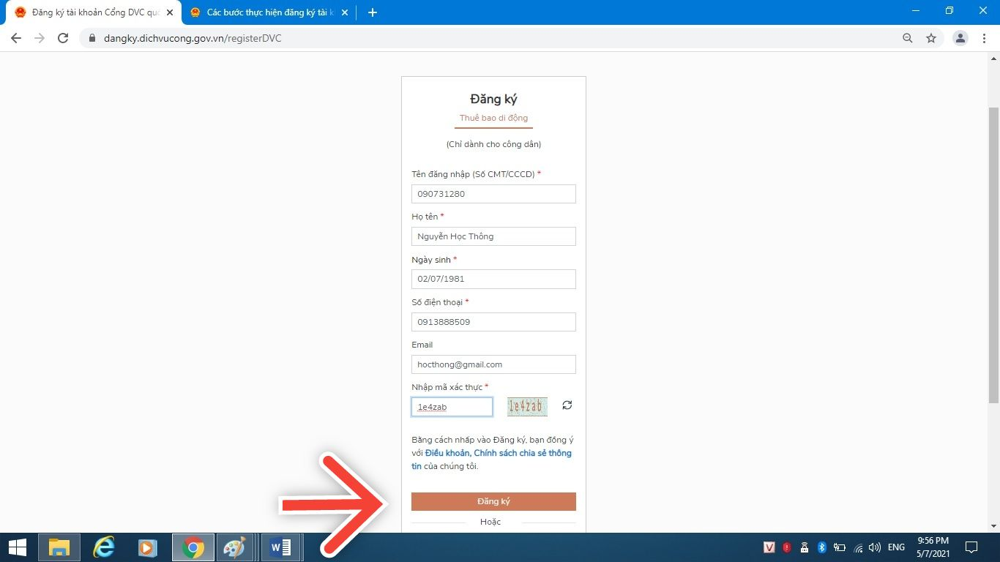 Đăng ký tài khoản Cổng DVC quố
Các bước thực hiện đăng ký tài k
dangky.dichvucong.gov.vn/registerDVC
Đăng ký
Thuê bao di động
(Chỉ dành cho công dân)
Tên đăng nhập (Số CMT/CCCD) *
090731280
Họ tên *
Nguyễn Học Thông
Ngày sinh *
02/07/1981
Số điện thoại *
0913888509
Email
hocthong@gmail.com
Nhập mã xác thực *
1e4zab 1e4zab
Bằng cách nhấp vào Đăng ký, bạn đồng ý
với Điều khoản, Chính sách chia sẻ thông
tin của chúng tôi.
Đăng ký
Hoặc
ENG
9:56 PM
5/7/2021